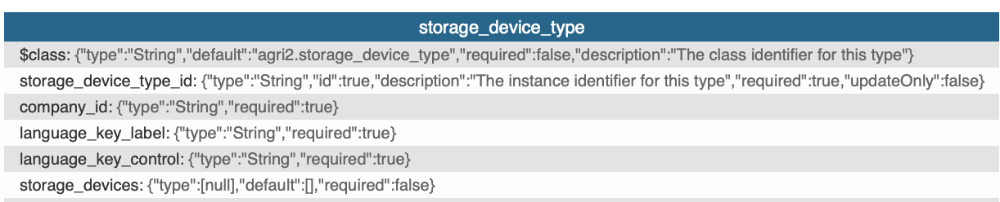 storage_device_type
$class: {"type":"String","default":"agri2.storage_device_type","required":false,"description":"The class identifier for this type"}
storage_device_type_id: {"type":"String","id":true,"description":"The instance identifier for this type","required":true,"updateOnly":false}
company_id: {"type":"String","required":true}
language_key_label: {"type":"String","required":true}
language_key_control: {"type":"String","required":true}
storage_devices: {"type":[null],"default":[],"required":false}